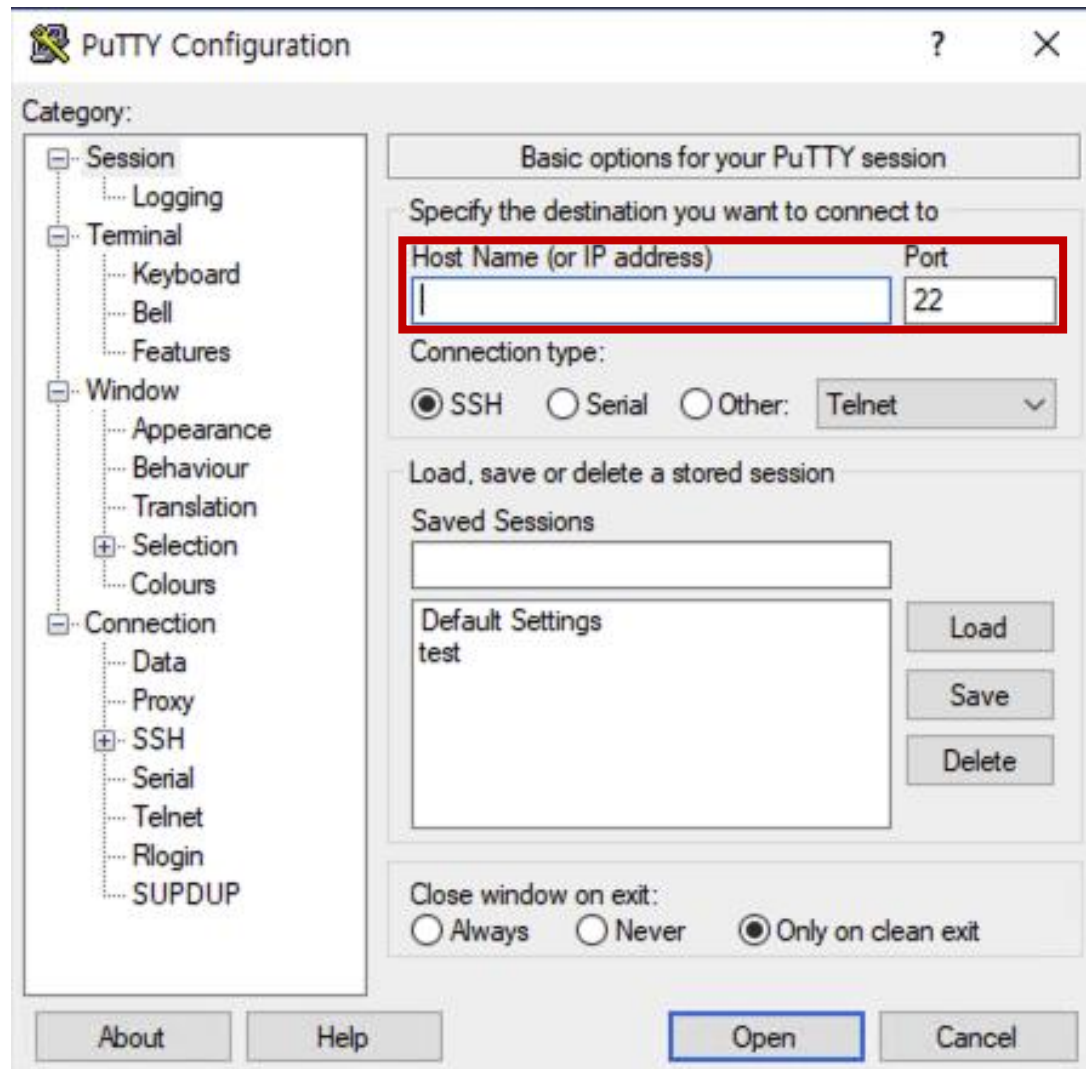 PuTTY Configuration
?
Category:
Session
Logging
Terminal
Keyboard
Bell
Features
Window
Appearance
Behaviour
Translation
Selection
Colours
Connection
Data
Proxy
SSH
Serial
Telnet
Rlogin
SUPDUP
Basic options for your PuTTY session
Specify the destination you want to connect to
Host Name (or IP address) Port
22
Connection type:
SSH Serial Other: Telnet
Load, save or delete a stored session
Saved Sessions
Default Settings
test
Load
Save
Delete
Close window on exit:
Always Never Only on clean exit
About Help Open Cancel